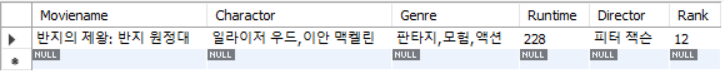 Moviename Charactor Genre Runtime Director Rank
반지의 제왕: 반지 원정대 일라이저 우드,이안 맥켈린 판타지,모험,액션 228 피터 잭슨 12
NULL NULL NULL NULL NULL NULL